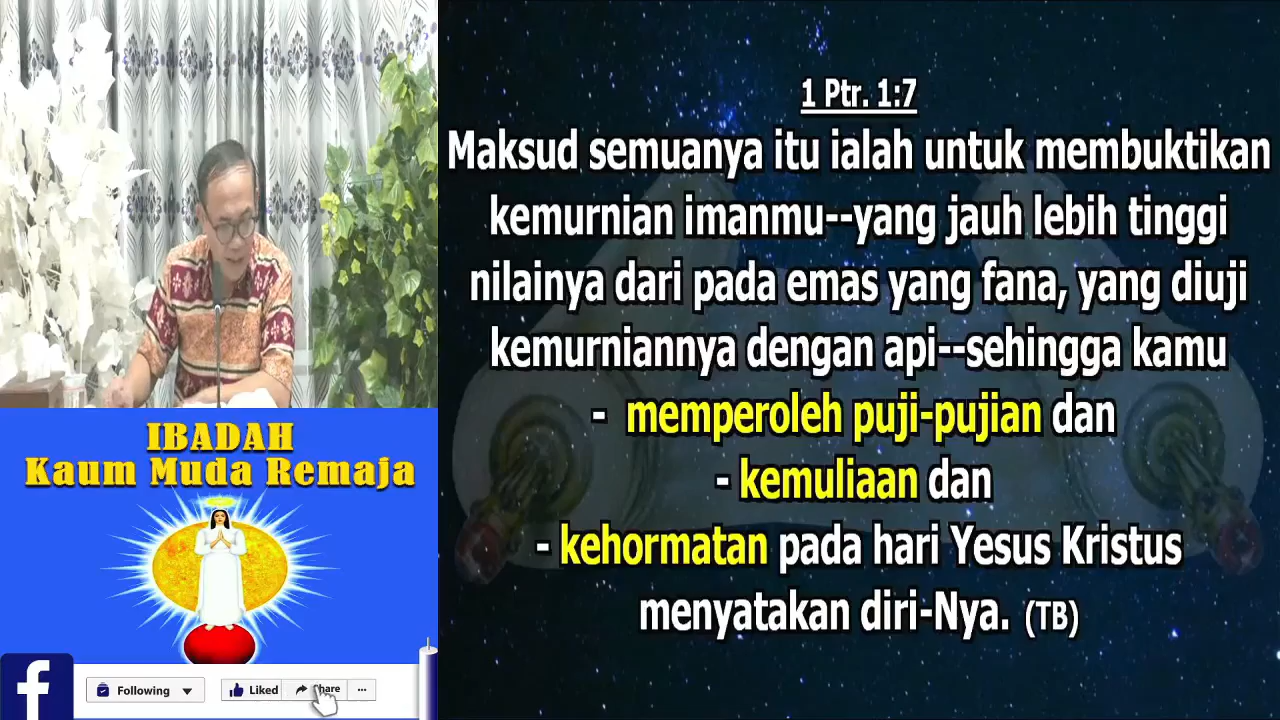 1 Ptr. 1:7
Maksud semuanya itu ialah untuk membuktikan
kemurnian imanmu--yang jauh lebih tinggi
nilainya dari pada emas yang fana, yang diuji
kemurniannya dengan api--sehingga kamu
- memperoleh puji-pujian dan
- kemuliaan dan
- kehormatan pada hari Yesus Kristus
menyatakan diri-Nya. (TB)
IBADAH
Kaum Muda Remaja
f
Following
Liked
Share